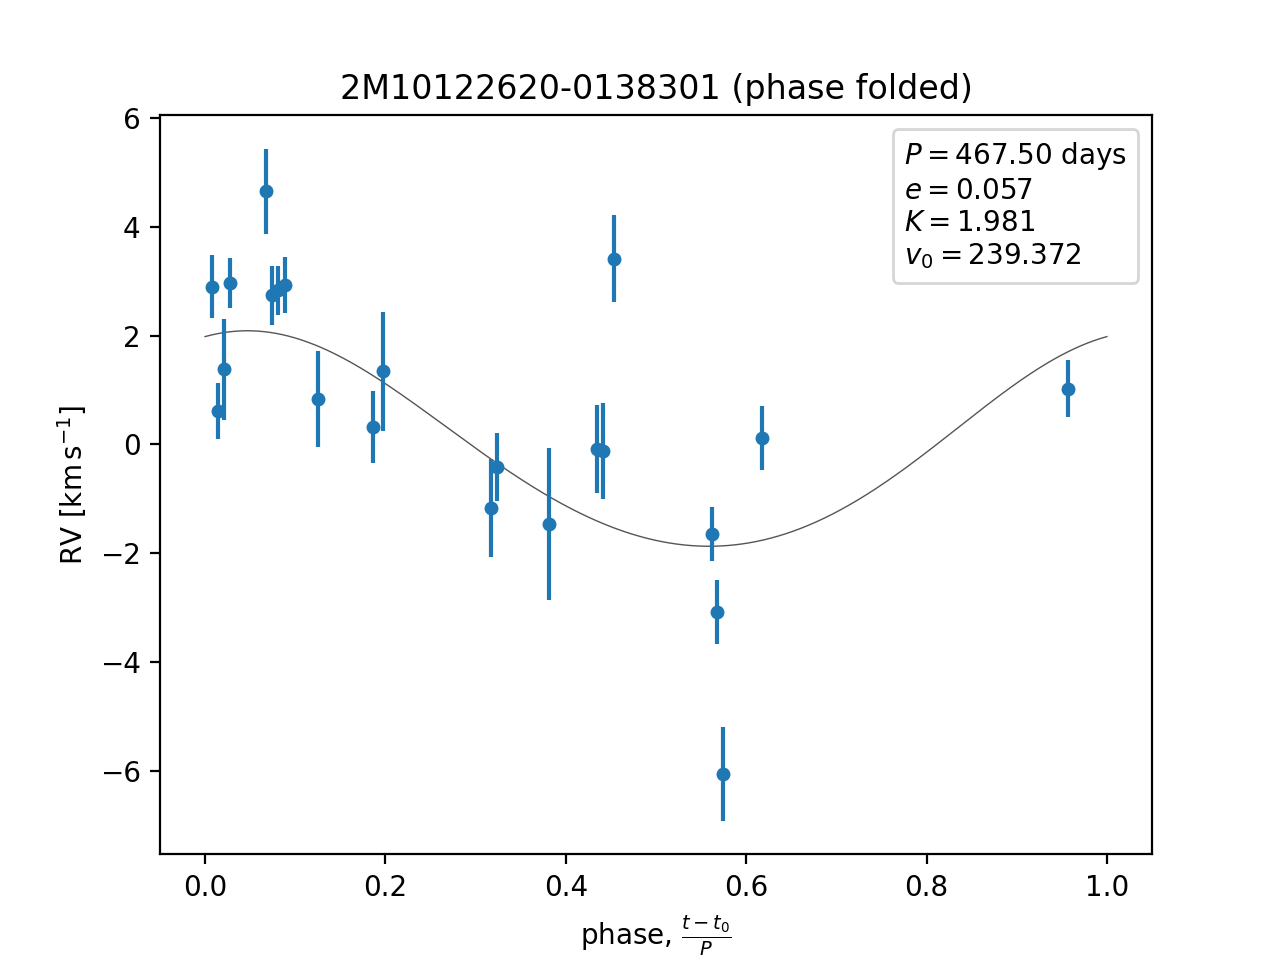 2M10122620-0138301 (phase folded)
P = 467.50 days
e = 0.057
K = 1.981
v₀ = 239.372
6
4
2
0
−2
−4
−6
RV [km s⁻¹]
0.0 0.2 0.4 0.6 0.8 1.0
phase, (t − t₀)/P